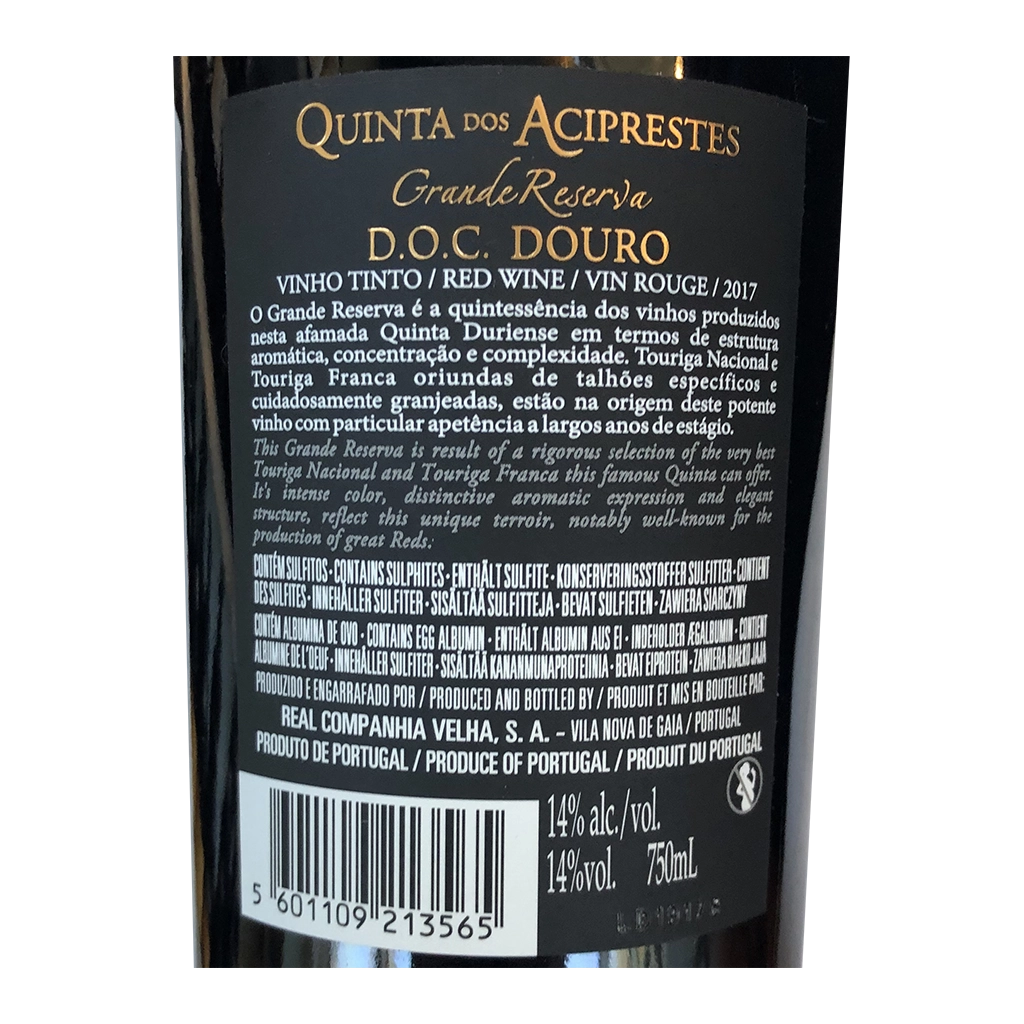 QUINTA DOS ACIPRESTES
Grande Reserva
D.O.C. DOURO
VINHO TINTO / RED WINE / VIN ROUGE / 2017
O Grande Reserva é a quintessência dos vinhos produzidos
nesta afamada Quinta Duriense em termos de estrutura
aromática, concentração e complexidade. Touriga Nacional e
Touriga Franca oriundas de talhões específicos e
cuidadosamente granjeadas, estão na origem deste potente
vinho com particular apetência a largos anos de estágio.
This Grande Reserva is result of a rigorous selection of the very best
Touriga Nacional and Touriga Franca this famous Quinta can offer.
It's intense color, distinctive aromatic expression and elegant
structure, reflect this unique terroir, notably well-known for the
production of great Reds.
CONTÉM SULFITOS · CONTAINS SULPHITES · ENTHÄLT SULFITE · KONSERVERINGSSTOFFER SULFITTER · CONTIENT
DES SULFITES · INNEHÅLLER SULFITER · SISÄLTÄÄ SULFITTEJA · BEVAT SULFIETEN · ZAWIERA SIARCZYNY
CONTÉM ALBUMINA DE OVO · CONTAINS EGG ALBUMIN · ENTHÄLT ALBUMIN AUS EI · INDEHOLDER ÆGALBUMIN · CONTIENT
ALBUMINE DE L'OEUF · INNEHÅLLER SULFITER · SISÄLTÄÄ KANANMUNAPROTEIINIA · BEVAT EIPROTEIN · ZAWIERA BIAŁKO JAJA
PRODUZIDO E ENGARRAFADO POR / PRODUCED AND BOTTLED BY / PRODUIT ET MIS EN BOUTEILLE PAR:
REAL COMPANHIA VELHA, S. A. – VILA NOVA DE GAIA / PORTUGAL
PRODUTO DE PORTUGAL / PRODUCE OF PORTUGAL / PRODUIT DU PORTUGAL
14% alc./vol.
14%vol. 750mL
5 601109 213565